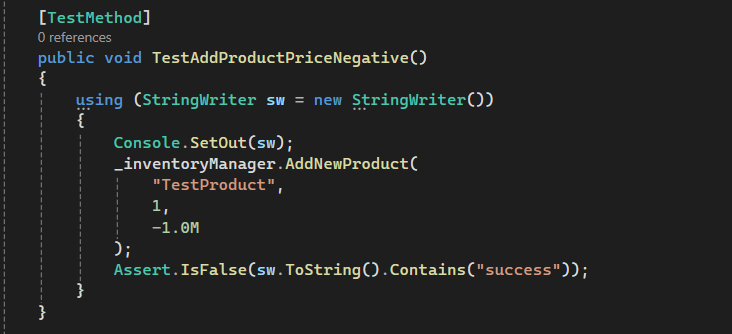 [TestMethod]
0 references
public void TestAddProductPriceNegative()
{
using (StringWriter sw = new StringWriter())
{
Console.SetOut(sw);
_inventoryManager.AddNewProduct(
"TestProduct",
1,
-1.0M
);
Assert.IsFalse(sw.ToString().Contains("success"));
}
}